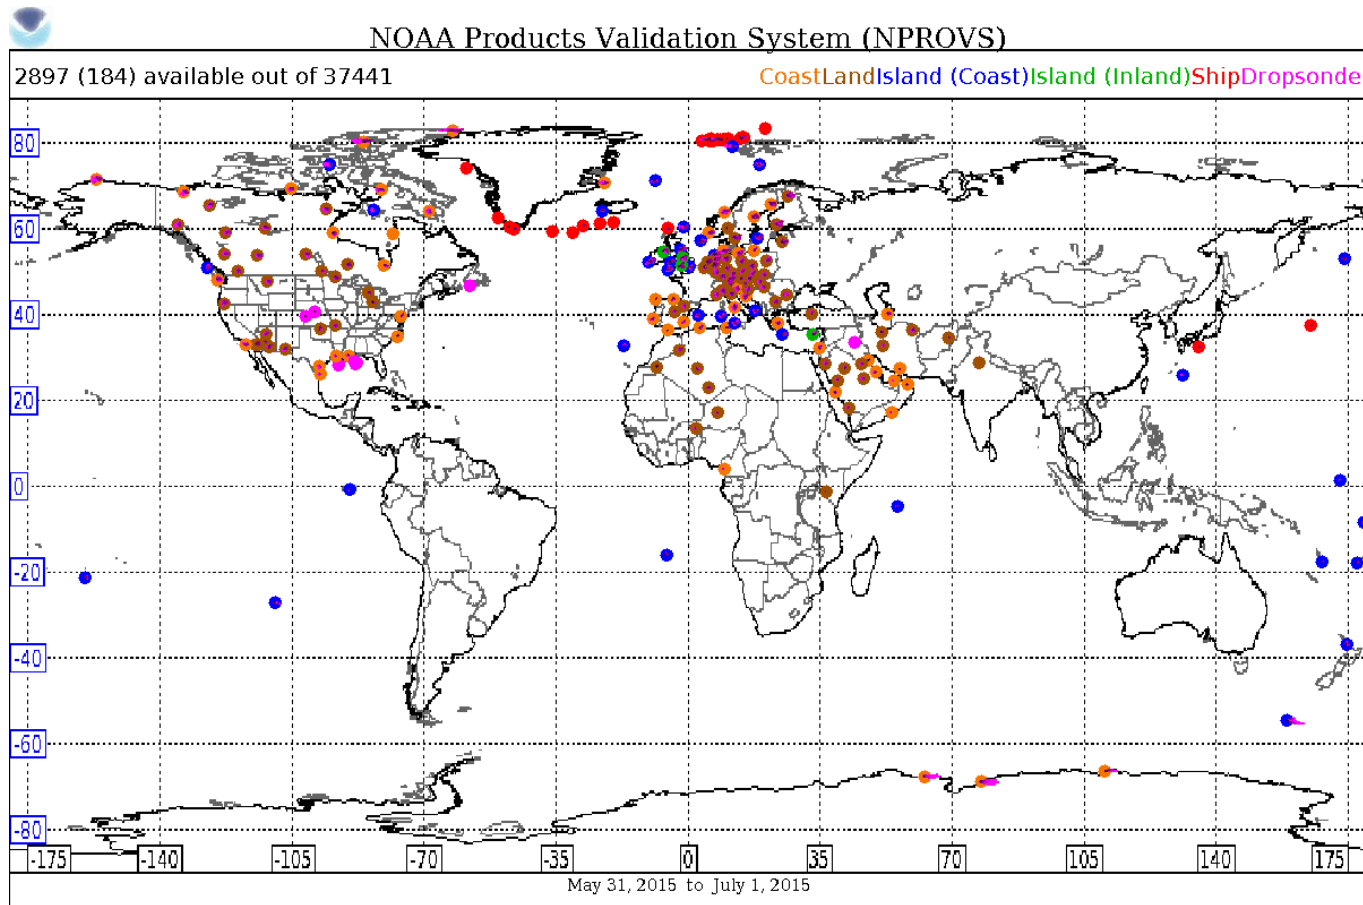 NOAA Products Validation System (NPROVS)
2897 (184) available out of 37441 CoastLandIsland (Coast)Island (Inland)ShipDropsonde
80
60
40
20
0
-20
-40
-60
-80
-175 -140 -105 -70 -35 0 35 70 105 140 175
May 31, 2015 to July 1, 2015